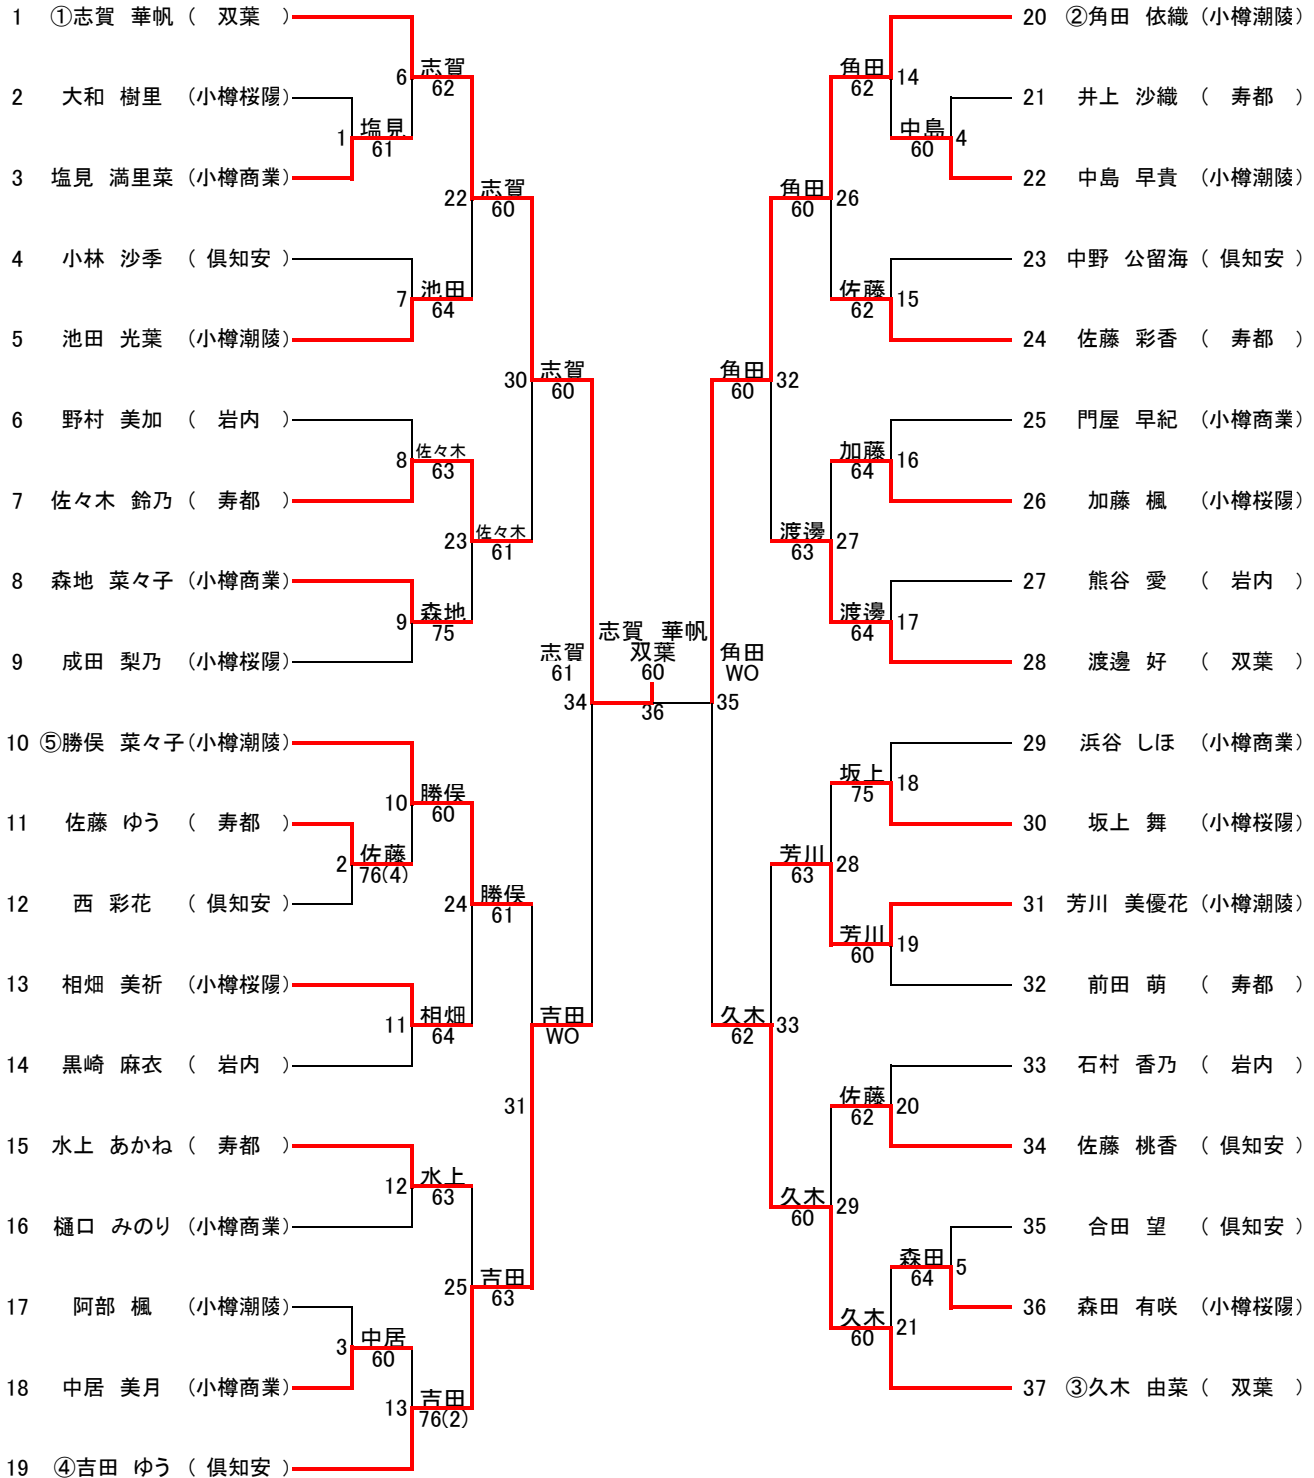 1 ①志賀 華帆 ( 双葉 )
2 大和 樹里 (小樽桜陽)
3 塩見 満里菜 (小樽商業)
4 小林 沙季 ( 倶知安 )
5 池田 光葉 (小樽潮陵)
6 野村 美加 ( 岩内 )
7 佐々木 鈴乃 ( 寿都 )
8 森地 菜々子 (小樽商業)
9 成田 梨乃 (小樽桜陽)
10 ⑤勝俣 菜々子 (小樽潮陵)
11 佐藤 ゆう ( 寿都 )
12 西 彩花 ( 倶知安 )
13 相畑 美祈 (小樽桜陽)
14 黒崎 麻衣 ( 岩内 )
15 水上 あかね ( 寿都 )
16 樋口 みのり (小樽商業)
17 阿部 楓 (小樽潮陵)
18 中居 美月 (小樽商業)
19 ④吉田 ゆう ( 倶知安 )
1 塩見
61
2 佐藤
76(4)
3 中居
60
6 志賀
62
7 池田
64
8 佐々木
63
9 森地
75
10 勝俣
60
11 相畑
64
12 水上
63
13 吉田
76(2)
22 志賀
60
23 佐々木
61
24 勝俣
61
25 吉田
63
30 志賀
60
31 吉田
WO
志賀
61
34
志賀 華帆
双葉
60
36
角田
WO
35
角田 32
60
久木 33
62
角田 26
60
渡邊 27
63
芳川 28
63
久木 29
60
角田 14
62
佐藤 15
62
加藤 16
64
渡邊 17
64
坂上 18
75
芳川 19
60
佐藤 20
62
久木 21
60
中島 4
60
森田 5
64
20 ②角田 依織 (小樽潮陵)
21 井上 沙織 ( 寿都 )
22 中島 早貴 (小樽潮陵)
23 中野 公留海 ( 倶知安 )
24 佐藤 彩香 ( 寿都 )
25 門屋 早紀 (小樽商業)
26 加藤 楓 (小樽桜陽)
27 熊谷 愛 ( 岩内 )
28 渡邊 好 ( 双葉 )
29 浜谷 しほ (小樽商業)
30 坂上 舞 (小樽桜陽)
31 芳川 美優花 (小樽潮陵)
32 前田 萌 ( 寿都 )
33 石村 香乃 ( 岩内 )
34 佐藤 桃香 ( 倶知安 )
35 合田 望 ( 倶知安 )
36 森田 有咲 (小樽桜陽)
37 ③久木 由菜 ( 双葉 )